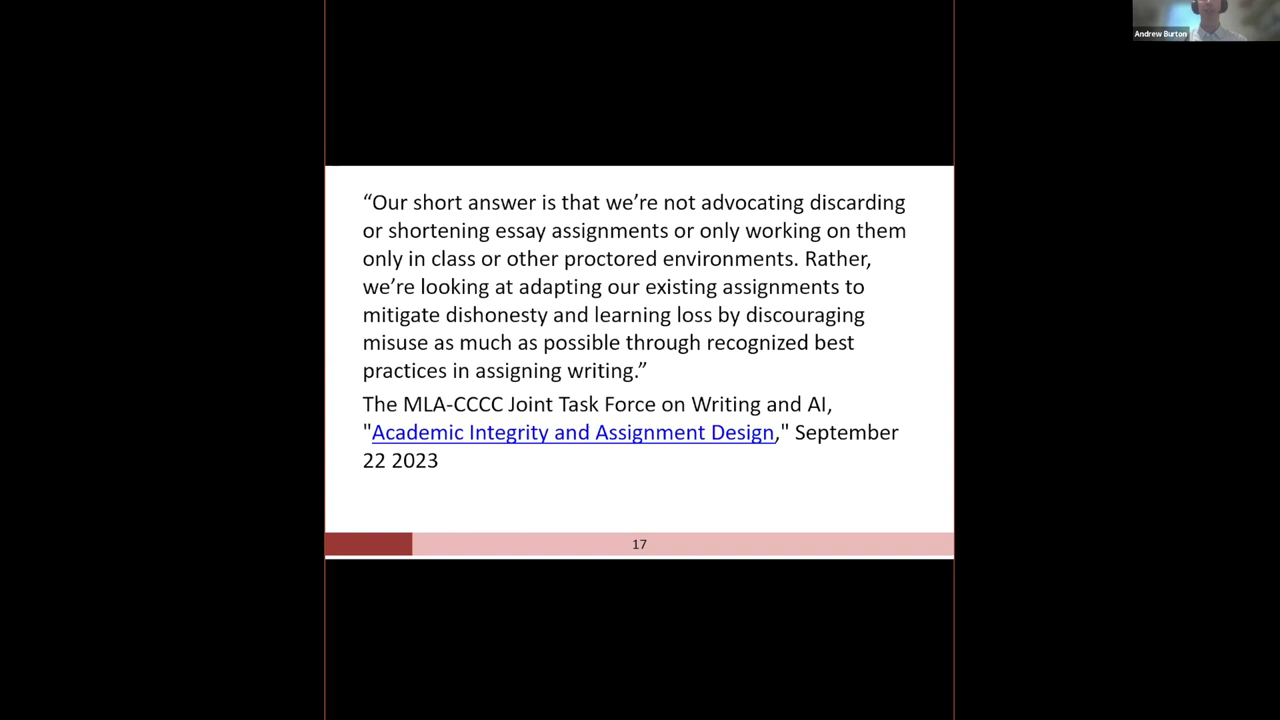 Andrew Burton
“Our short answer is that we’re not advocating discarding
or shortening essay assignments or only working on them
only in class or other proctored environments. Rather,
we’re looking at adapting our existing assignments to
mitigate dishonesty and learning loss by discouraging
misuse as much as possible through recognized best
practices in assigning writing.”
The MLA-CCCC Joint Task Force on Writing and AI,
"Academic Integrity and Assignment Design," September
22 2023
17